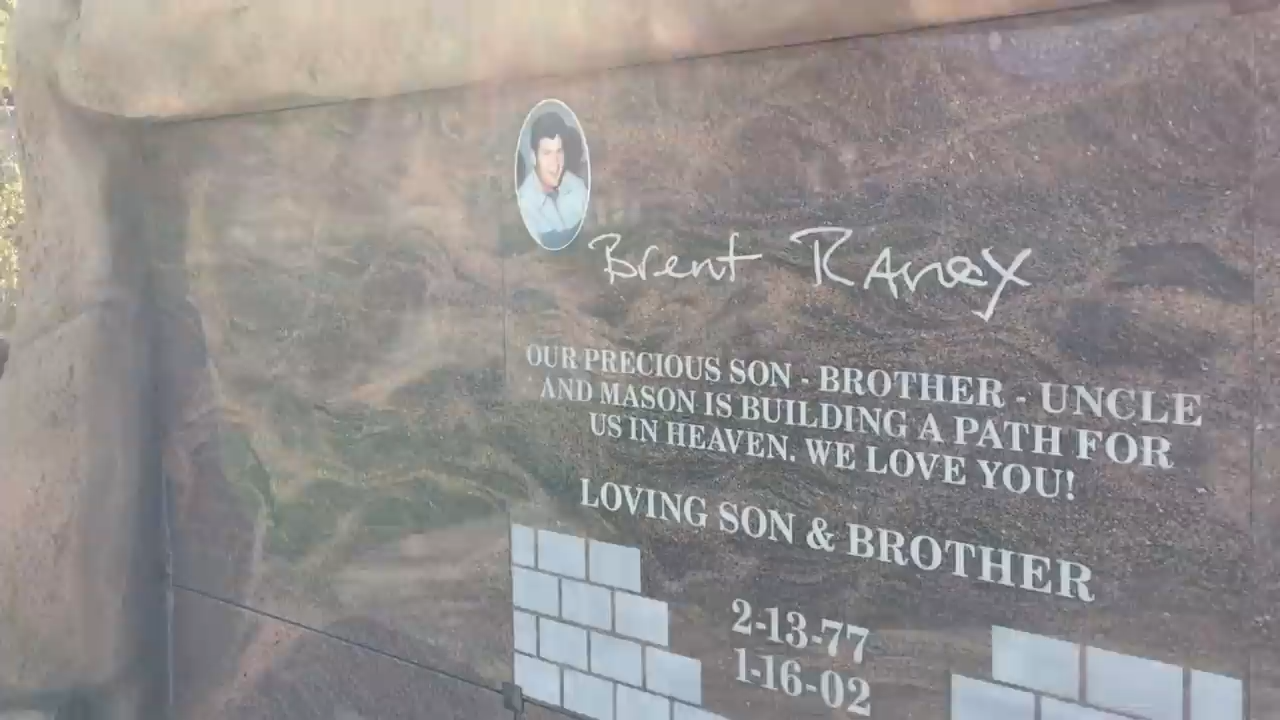 Brent Raney
OUR PRECIOUS SON - BROTHER - UNCLE
AND MASON IS BUILDING A PATH FOR
US IN HEAVEN. WE LOVE YOU!
LOVING SON & BROTHER
2-13-77
1-16-02